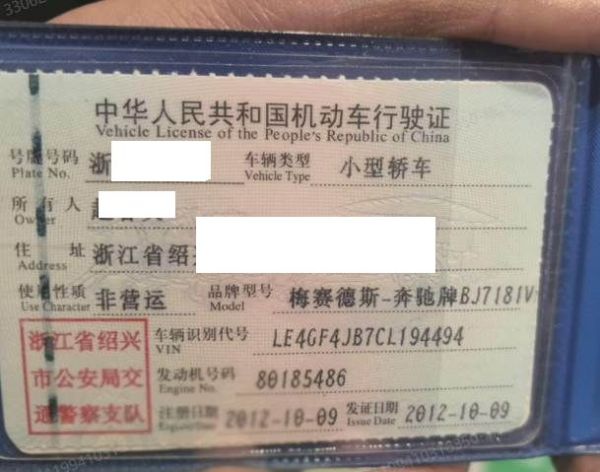 中华人民共和国机动车行驶证
Vehicle License of the People's Republic of China
号牌号码 浙 车辆类型 小型轿车
Plate No. Vehicle Type
所有人
Owner
住址 浙江省绍兴
Address
使用性质 非营运 品牌型号 梅赛德斯-奔驰牌BJ7181V
Use Character Model
浙江省绍兴 车辆识别代号 LE4GF4JB7CL194494
VIN
市公安局交 发动机号码 80185486
Engine No.
通警察支队 注册日期 2012-10-09 发证日期 2012-10-09
Issue Date